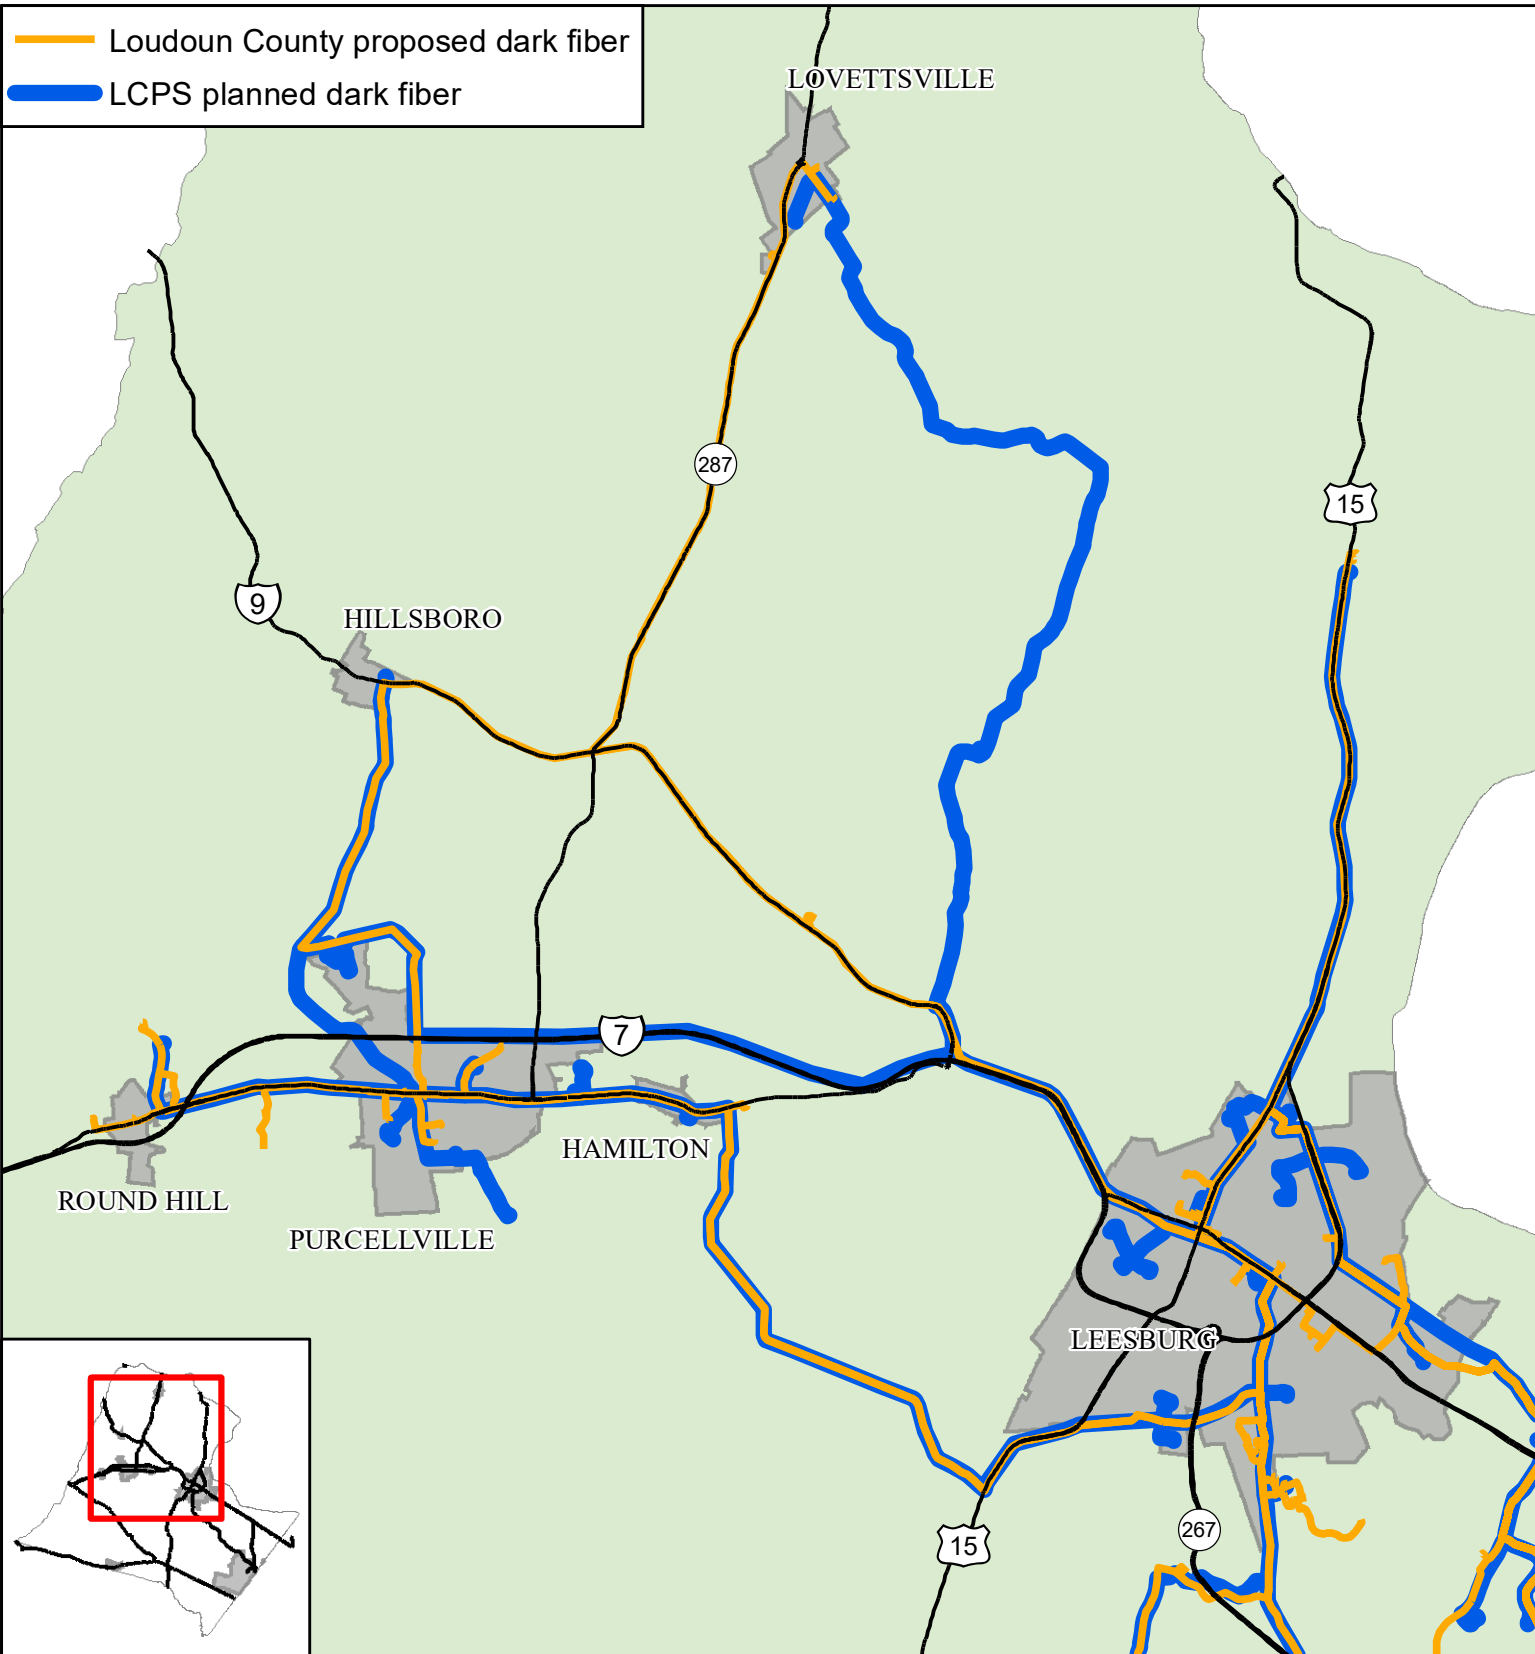 Loudoun County proposed dark fiber
LCPS planned dark fiber
LOVETTSVILLE
287
15
9
HILLSBORO
7
HAMILTON
ROUND HILL
PURCELLVILLE
LEESBURG
267
15